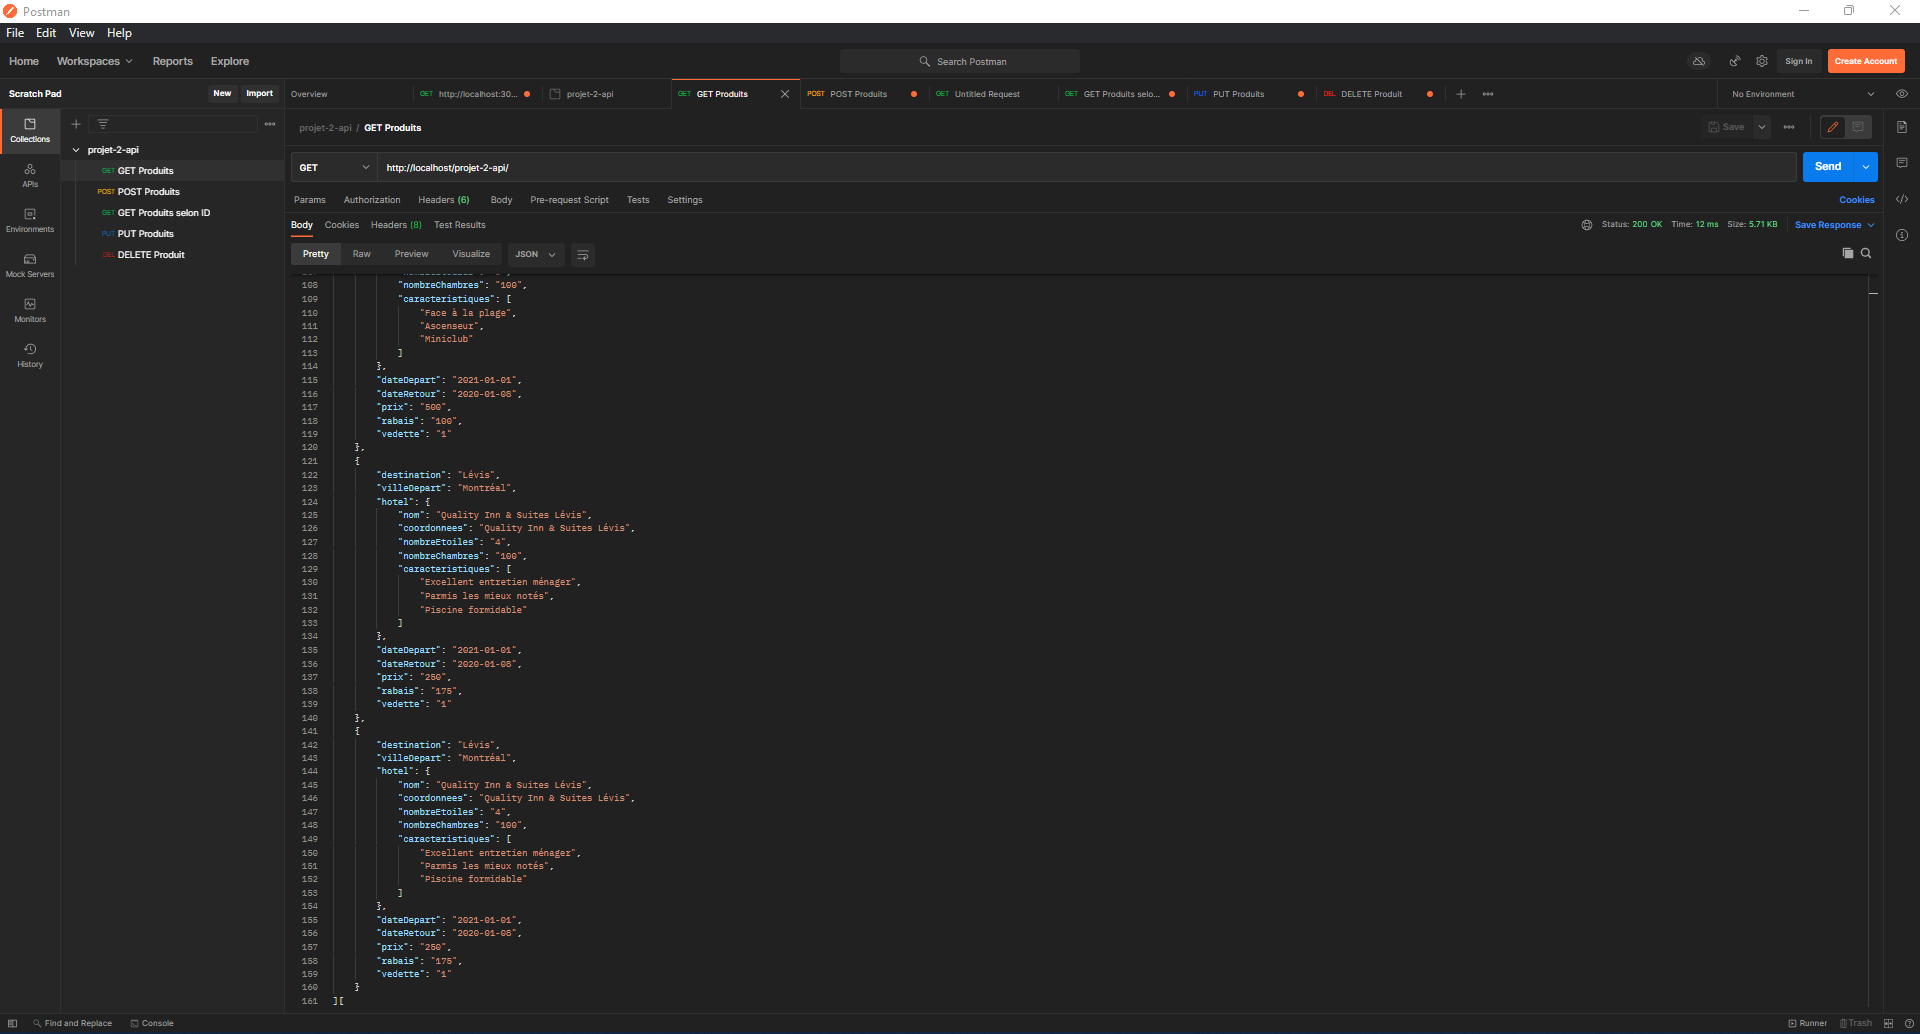 Postman
File Edit View Help
Home Workspaces Reports Explore
Search Postman
Sign In
Create Account
Scratch Pad
New Import
Overview
GET http://localhost:30...
projet-2-api
GET GET Produits
POST POST Produits
GET Untitled Request
GET GET Produits selo...
PUT PUT Produits
DEL DELETE Produit
No Environment
Collections
APIs
Environments
Mock Servers
Monitors
History
projet-2-api
GET GET Produits
POST POST Produits
GET GET Produits selon ID
PUT PUT Produits
DEL DELETE Produit
projet-2-api / GET Produits
Save
GET http://localhost/projet-2-api/
Send
Params Authorization Headers (6) Body Pre-request Script Tests Settings
Cookies
Body Cookies Headers (8) Test Results
Status: 200 OK Time: 12 ms Size: 5.71 KB Save Response
Pretty Raw Preview Visualize JSON
108 "nombreChambres": "100",
109 "caracteristiques": [
110 "Face à la plage",
111 "Ascenseur",
112 "Miniclub"
113 ]
114 },
115 "dateDepart": "2021-01-01",
116 "dateRetour": "2020-01-08",
117 "prix": "500",
118 "rabais": "100",
119 "vedette": "1"
120 },
121 {
122 "destination": "Lévis",
123 "villeDepart": "Montréal",
124 "hotel": {
125 "nom": "Quality Inn & Suites Lévis",
126 "coordonnees": "Quality Inn & Suites Lévis",
127 "nombreEtoiles": "4",
128 "nombreChambres": "100",
129 "caracteristiques": [
130 "Excellent entretien ménager",
131 "Parmis les mieux notés",
132 "Piscine formidable"
133 ]
134 },
135 "dateDepart": "2021-01-01",
136 "dateRetour": "2020-01-08",
137 "prix": "250",
138 "rabais": "175",
139 "vedette": "1"
140 },
141 {
142 "destination": "Lévis",
143 "villeDepart": "Montréal",
144 "hotel": {
145 "nom": "Quality Inn & Suites Lévis",
146 "coordonnees": "Quality Inn & Suites Lévis",
147 "nombreEtoiles": "4",
148 "nombreChambres": "100",
149 "caracteristiques": [
150 "Excellent entretien ménager",
151 "Parmis les mieux notés",
152 "Piscine formidable"
153 ]
154 },
155 "dateDepart": "2021-01-01",
156 "dateRetour": "2020-01-08",
157 "prix": "250",
158 "rabais": "175",
159 "vedette": "1"
160 }
161 ][
Find and Replace Console
Runner Trash